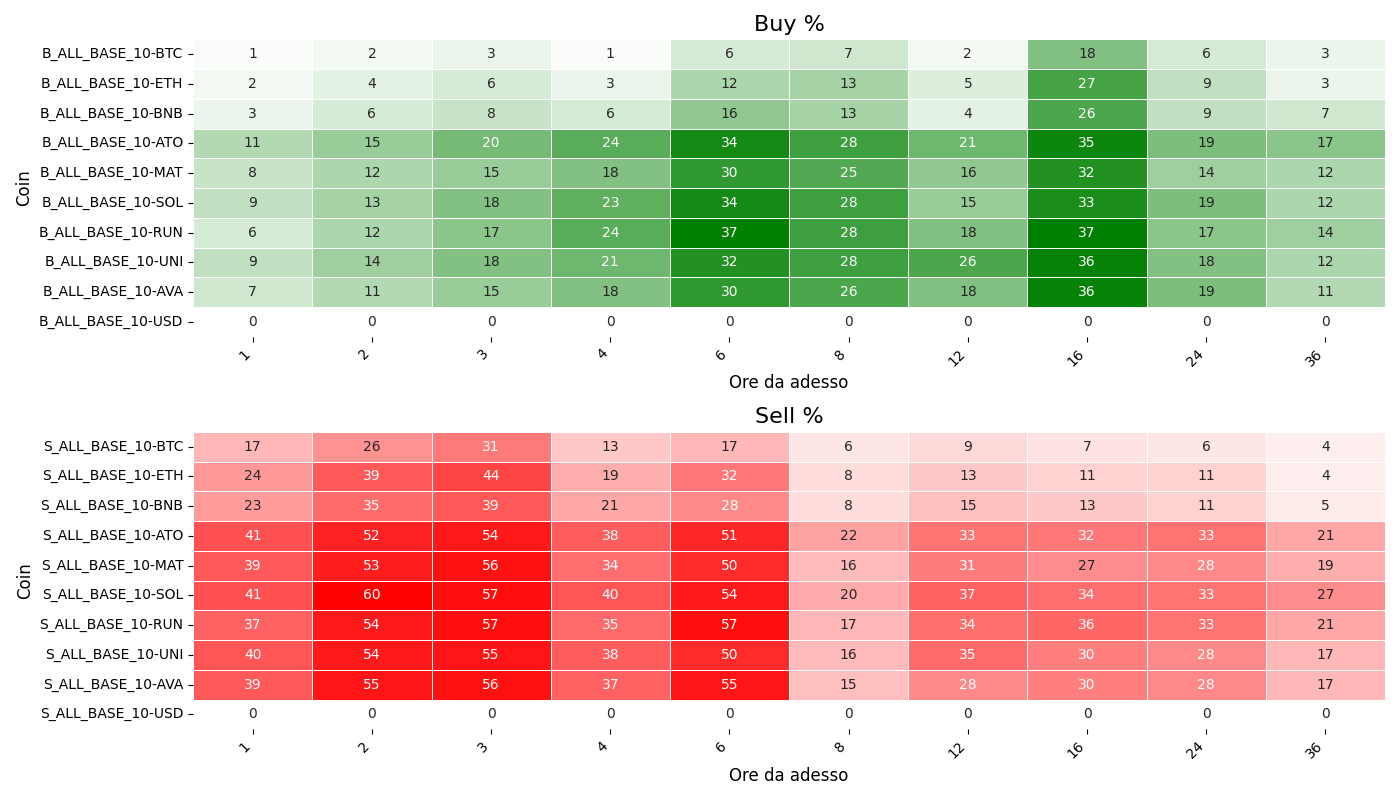 Buy %
Coin
B_ALL_BASE_10-BTC 1 2 3 1 6 7 2 18 6 3
B_ALL_BASE_10-ETH 2 4 6 3 12 13 5 27 9 3
B_ALL_BASE_10-BNB 3 6 8 6 16 13 4 26 9 7
B_ALL_BASE_10-ATO 11 15 20 24 34 28 21 35 19 17
B_ALL_BASE_10-MAT 8 12 15 18 30 25 16 32 14 12
B_ALL_BASE_10-SOL 9 13 18 23 34 28 15 33 19 12
B_ALL_BASE_10-RUN 6 12 17 24 37 28 18 37 17 14
B_ALL_BASE_10-UNI 9 14 18 21 32 28 26 36 18 12
B_ALL_BASE_10-AVA 7 11 15 18 30 26 18 36 19 11
B_ALL_BASE_10-USD 0 0 0 0 0 0 0 0 0 0
1 2 3 4 6 8 12 16 24 36
Ore da adesso
Sell %
Coin
S_ALL_BASE_10-BTC 17 26 31 13 17 6 9 7 6 4
S_ALL_BASE_10-ETH 24 39 44 19 32 8 13 11 11 4
S_ALL_BASE_10-BNB 23 35 39 21 28 8 15 13 11 5
S_ALL_BASE_10-ATO 41 52 54 38 51 22 33 32 33 21
S_ALL_BASE_10-MAT 39 53 56 34 50 16 31 27 28 19
S_ALL_BASE_10-SOL 41 60 57 40 54 20 37 34 33 27
S_ALL_BASE_10-RUN 37 54 57 35 57 17 34 36 33 21
S_ALL_BASE_10-UNI 40 54 55 38 50 16 35 30 28 17
S_ALL_BASE_10-AVA 39 55 56 37 55 15 28 30 28 17
S_ALL_BASE_10-USD 0 0 0 0 0 0 0 0 0 0
1 2 3 4 6 8 12 16 24 36
Ore da adesso